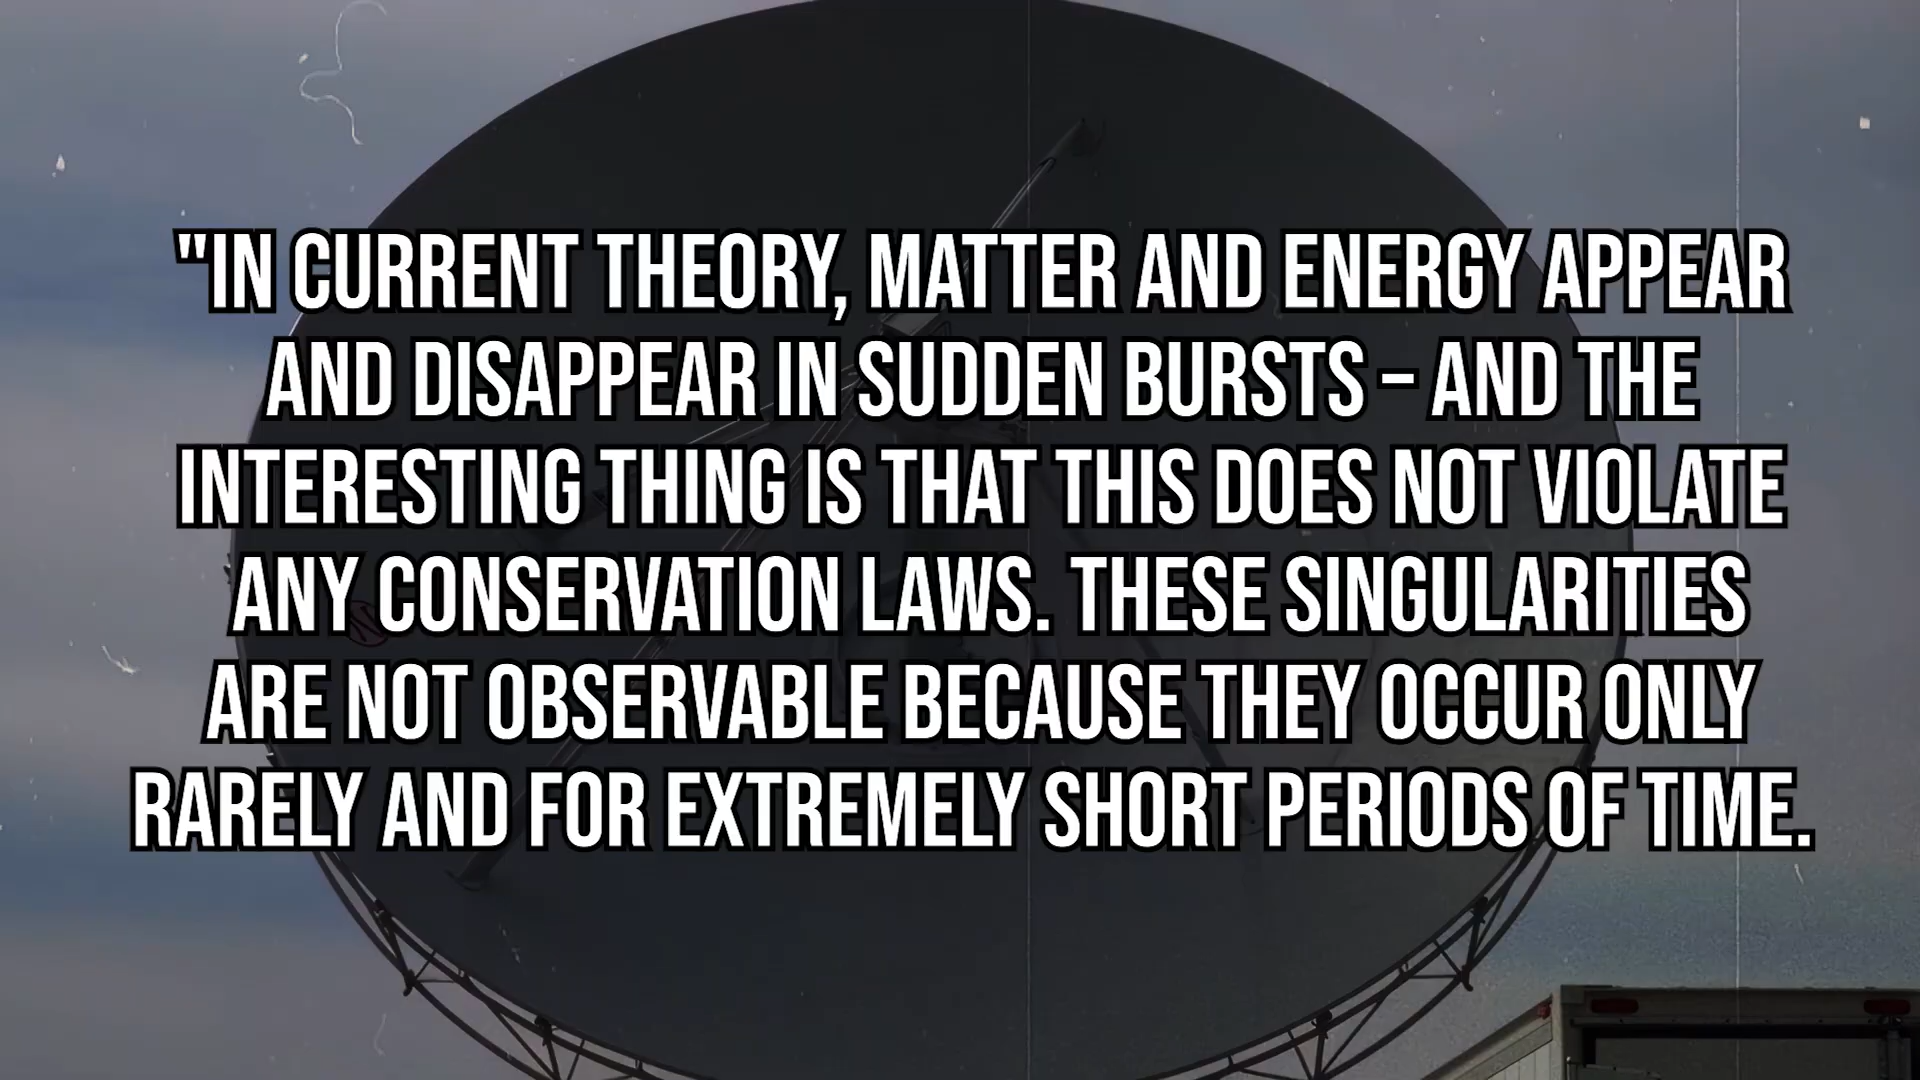 "IN CURRENT THEORY, MATTER AND ENERGY APPEAR
AND DISAPPEAR IN SUDDEN BURSTS – AND THE
INTERESTING THING IS THAT THIS DOES NOT VIOLATE
ANY CONSERVATION LAWS. THESE SINGULARITIES
ARE NOT OBSERVABLE BECAUSE THEY OCCUR ONLY
RARELY AND FOR EXTREMELY SHORT PERIODS OF TIME.